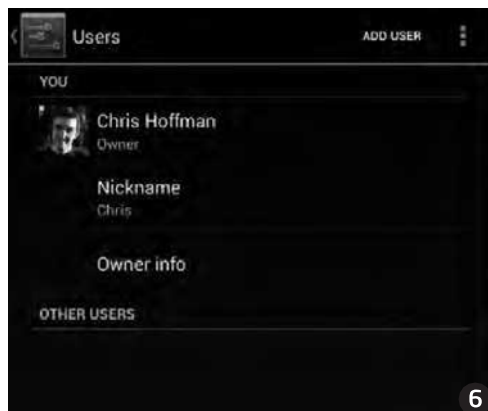 Users
ADD USER
YOU
Chris Hoffman
Owner
Nickname
Chris
Owner info
OTHER USERS
6